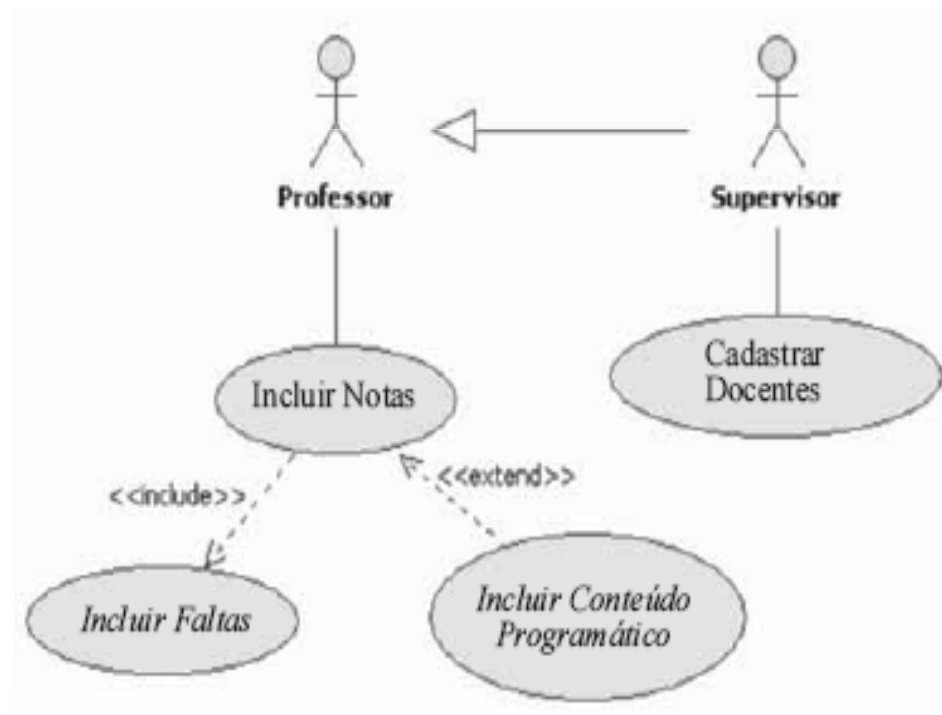 Professor
Supervisor
Incluir Notas
Cadastrar
Docentes
<<include>>
<<extend>>
Incluir Faltas
Incluir Conteúdo
Programático